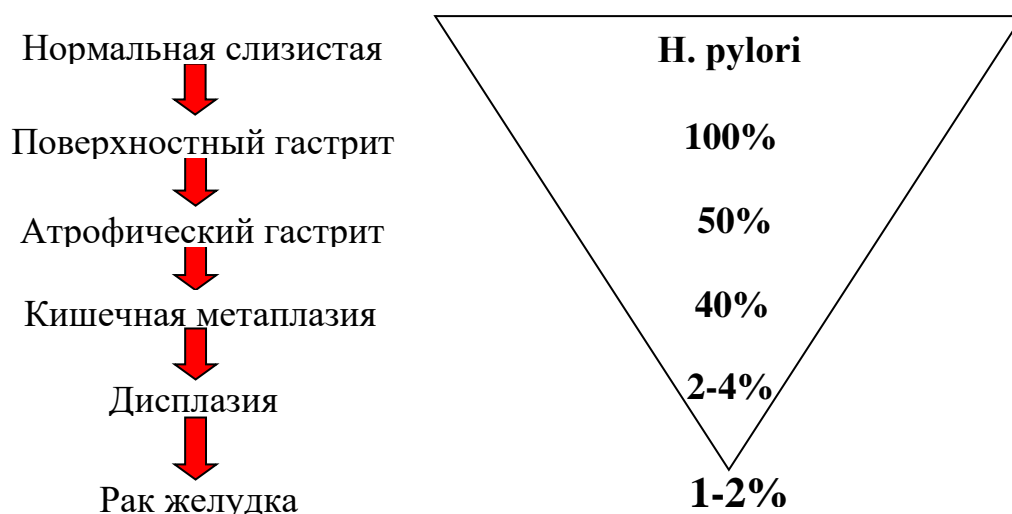 Нормальная слизистая
H. pylori
Поверхностный гастрит
100%
Атрофический гастрит
50%
Кишечная метаплазия
40%
Дисплазия
2-4%
Рак желудка
1-2%